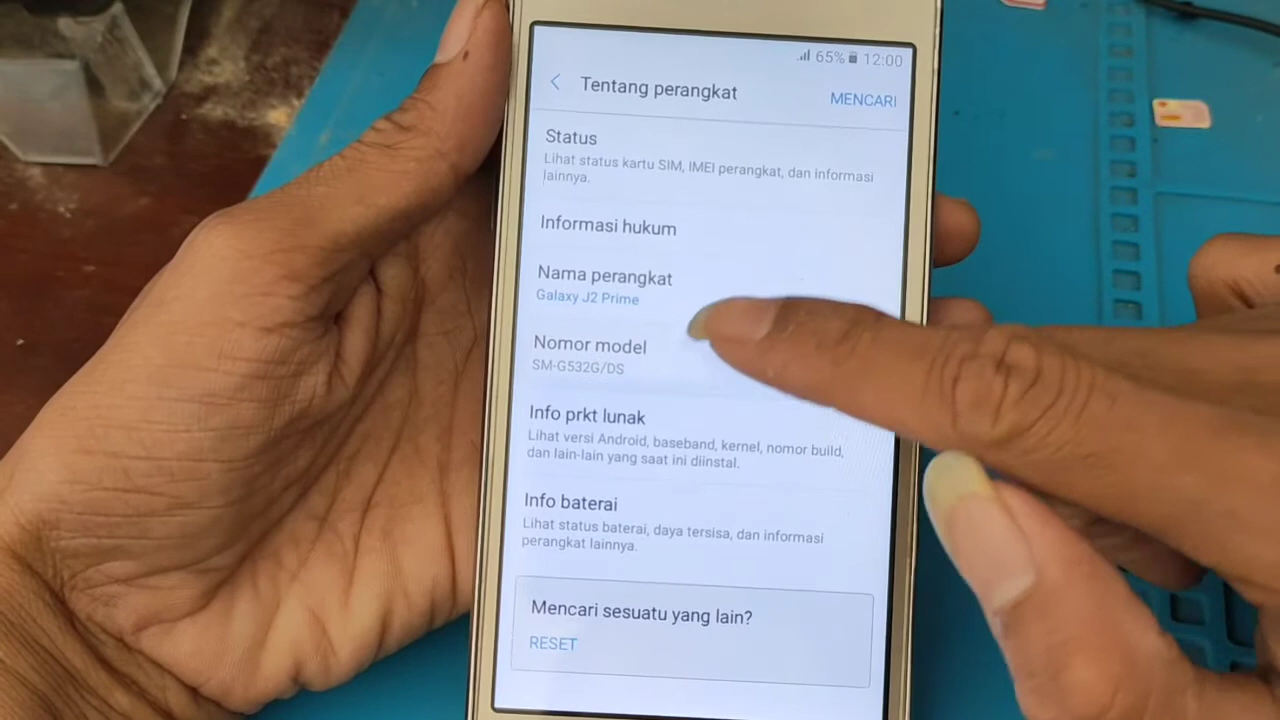 65% 12:00
Tentang perangkat
MENCARI
Status
Lihat status kartu SIM, IMEI perangkat, dan informasi
lainnya.
Informasi hukum
Nama perangkat
Galaxy J2 Prime
Nomor model
SM-G532G/DS
Info prkt lunak
Lihat versi Android, baseband, kernel, nomor build,
dan lain-lain yang saat ini diinstal.
Info baterai
Lihat status baterai, daya tersisa, dan informasi
perangkat lainnya.
Mencari sesuatu yang lain?
RESET